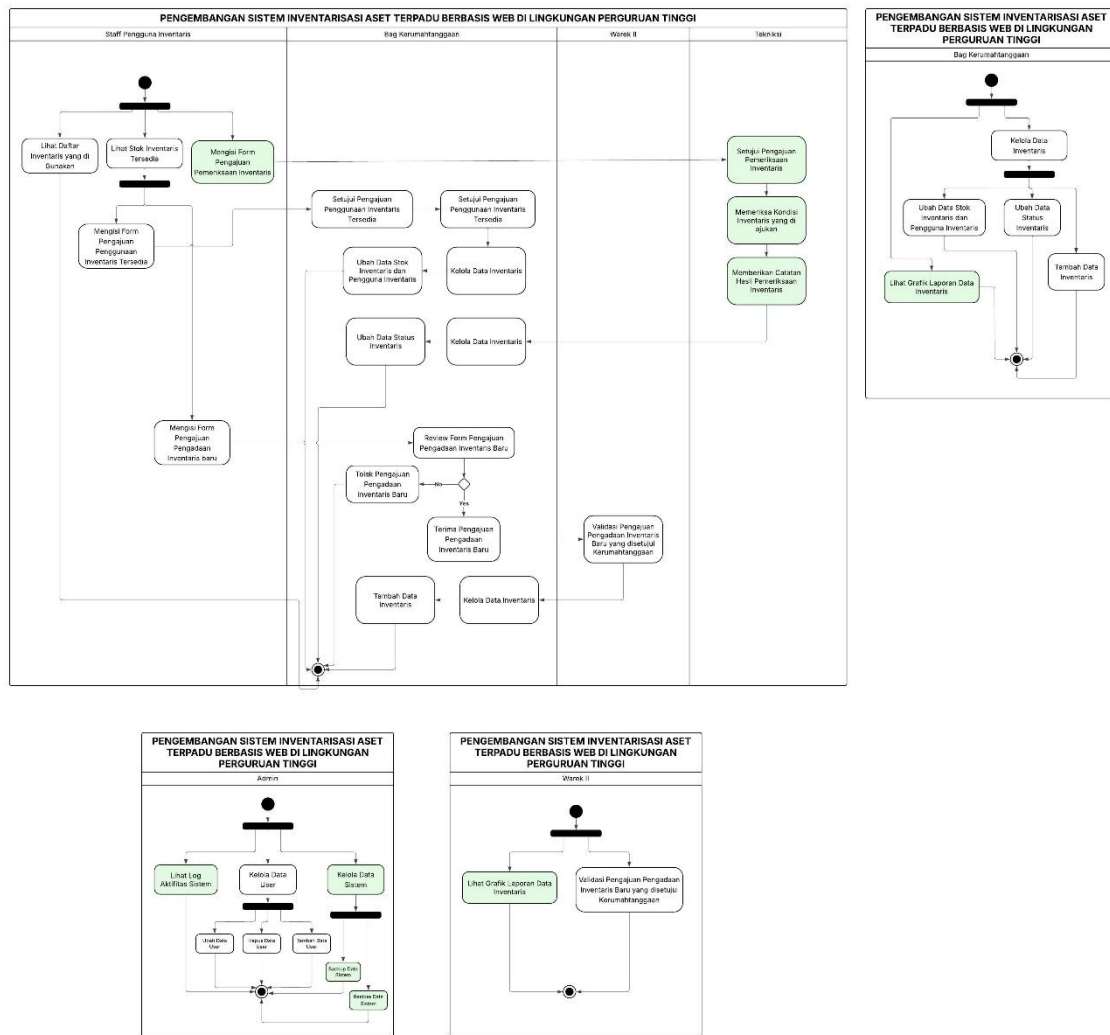 PENGEMBANGAN SISTEM INVENTARISASI ASET TERPADU BERBASIS WEB DI LINGKUNGAN PERGURUAN TINGGI
Staff Pengguna Inventaris
Bag Kerumahtanggaan
Warek II
Tekniksi
Lihat Daftar
Inventaris yang di
Gunakan
Lihat Stok Inventaris
Tersedia
Mengisi Form
Pengajuan
Pemeriksaan Inventaris
Setujui Pengajuan
Pemeriksaan
Inventaris
Mengisi Form
Pengajuan
Penggunaan
Inventaris Tersedia
Setujui Pengajuan
Penggunaan Inventaris
Tersedia
Setujui Pengajuan
Penggunaan Inventaris
Tersedia
Memeriksa Kondisi
Inventaris yang di
ajukan
Ubah Data Stok
Inventaris dan
Pengguna Inventaris
Kelola Data Inventaris
Memberikan Catatan
Hasil Pemeriksaan
Inventaris
Ubah Data Status
Inventaris
Kelola Data Inventaris
Mengisi Form
Pengajuan
Pengadaan
Inventaris baru
Review Form Pengajuan
Pengadaan Inventaris Baru
Tolak Pengajuan
Pengadaan
Inventaris Baru
No
Yes
Terima Pengajuan
Pengadaan
Inventaris Baru
Validasi Pengajuan
Pengadaan Inventaris
Baru yang disetujui
Kerumahtanggaan
Tambah Data
Inventaris
Kelola Data Inventaris
PENGEMBANGAN SISTEM INVENTARISASI ASET
TERPADU BERBASIS WEB DI LINGKUNGAN
PERGURUAN TINGGI
Bag Kerumahtanggaan
Kelola Data
Inventaris
Ubah Data Stok
Inventaris dan
Pengguna Inventaris
Ubah Data
Status
Inventaris
Tambah Data
Inventaris
Lihat Grafik Laporan Data
Inventaris
PENGEMBANGAN SISTEM INVENTARISASI ASET
TERPADU BERBASIS WEB DI LINGKUNGAN
PERGURUAN TINGGI
Admin
Lihat Log
Aktifitas Sistem
Kelola Data
User
Kelola Data
Sistem
Ubah Data
User
Hapus Data
User
Tambah Data
User
Backup Data
Sistem
Restore Data
Sistem
PENGEMBANGAN SISTEM INVENTARISASI ASET
TERPADU BERBASIS WEB DI LINGKUNGAN
PERGURUAN TINGGI
Warek II
Lihat Grafik Laporan Data
Inventaris
Validasi Pengajuan Pengadaan
Inventaris Baru yang disetujui
Kerumahtanggaan